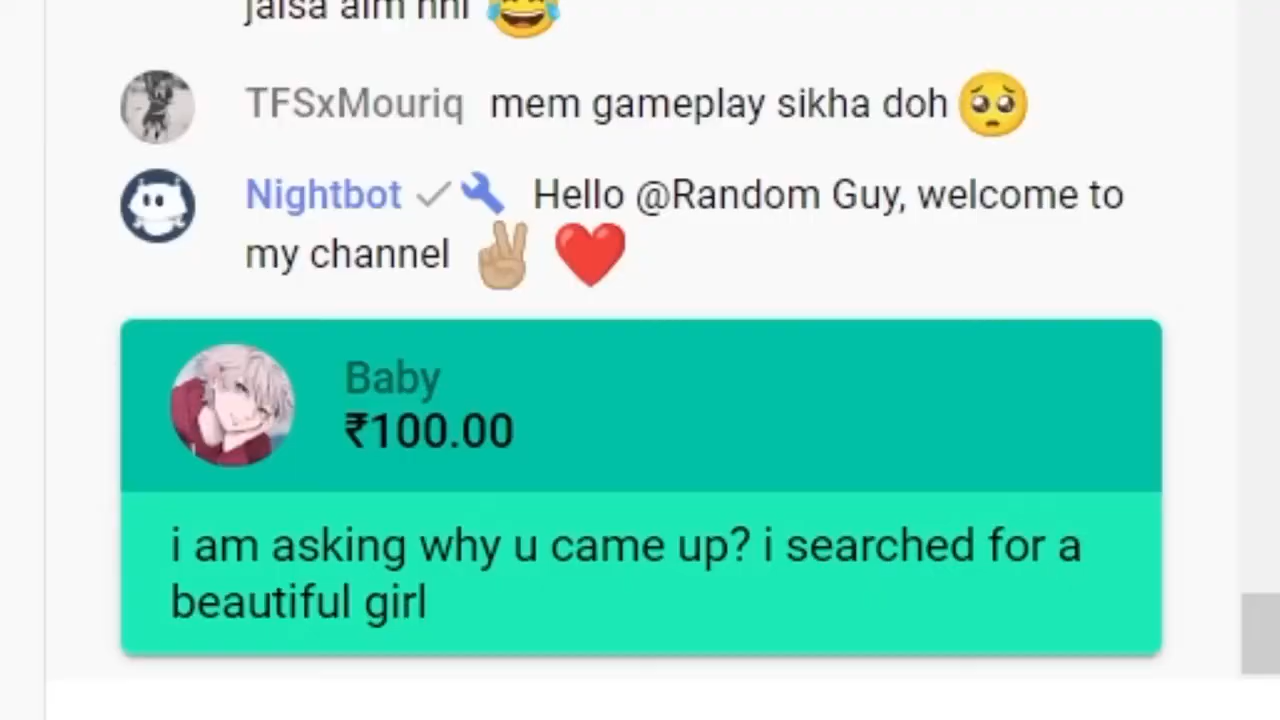 TFSxMouriq mem gameplay sikha doh 🥺
Nightbot Hello @Random Guy, welcome to
my channel ✌🏼 ❤️
Baby
₹100.00
i am asking why u came up? i searched for a
beautiful girl